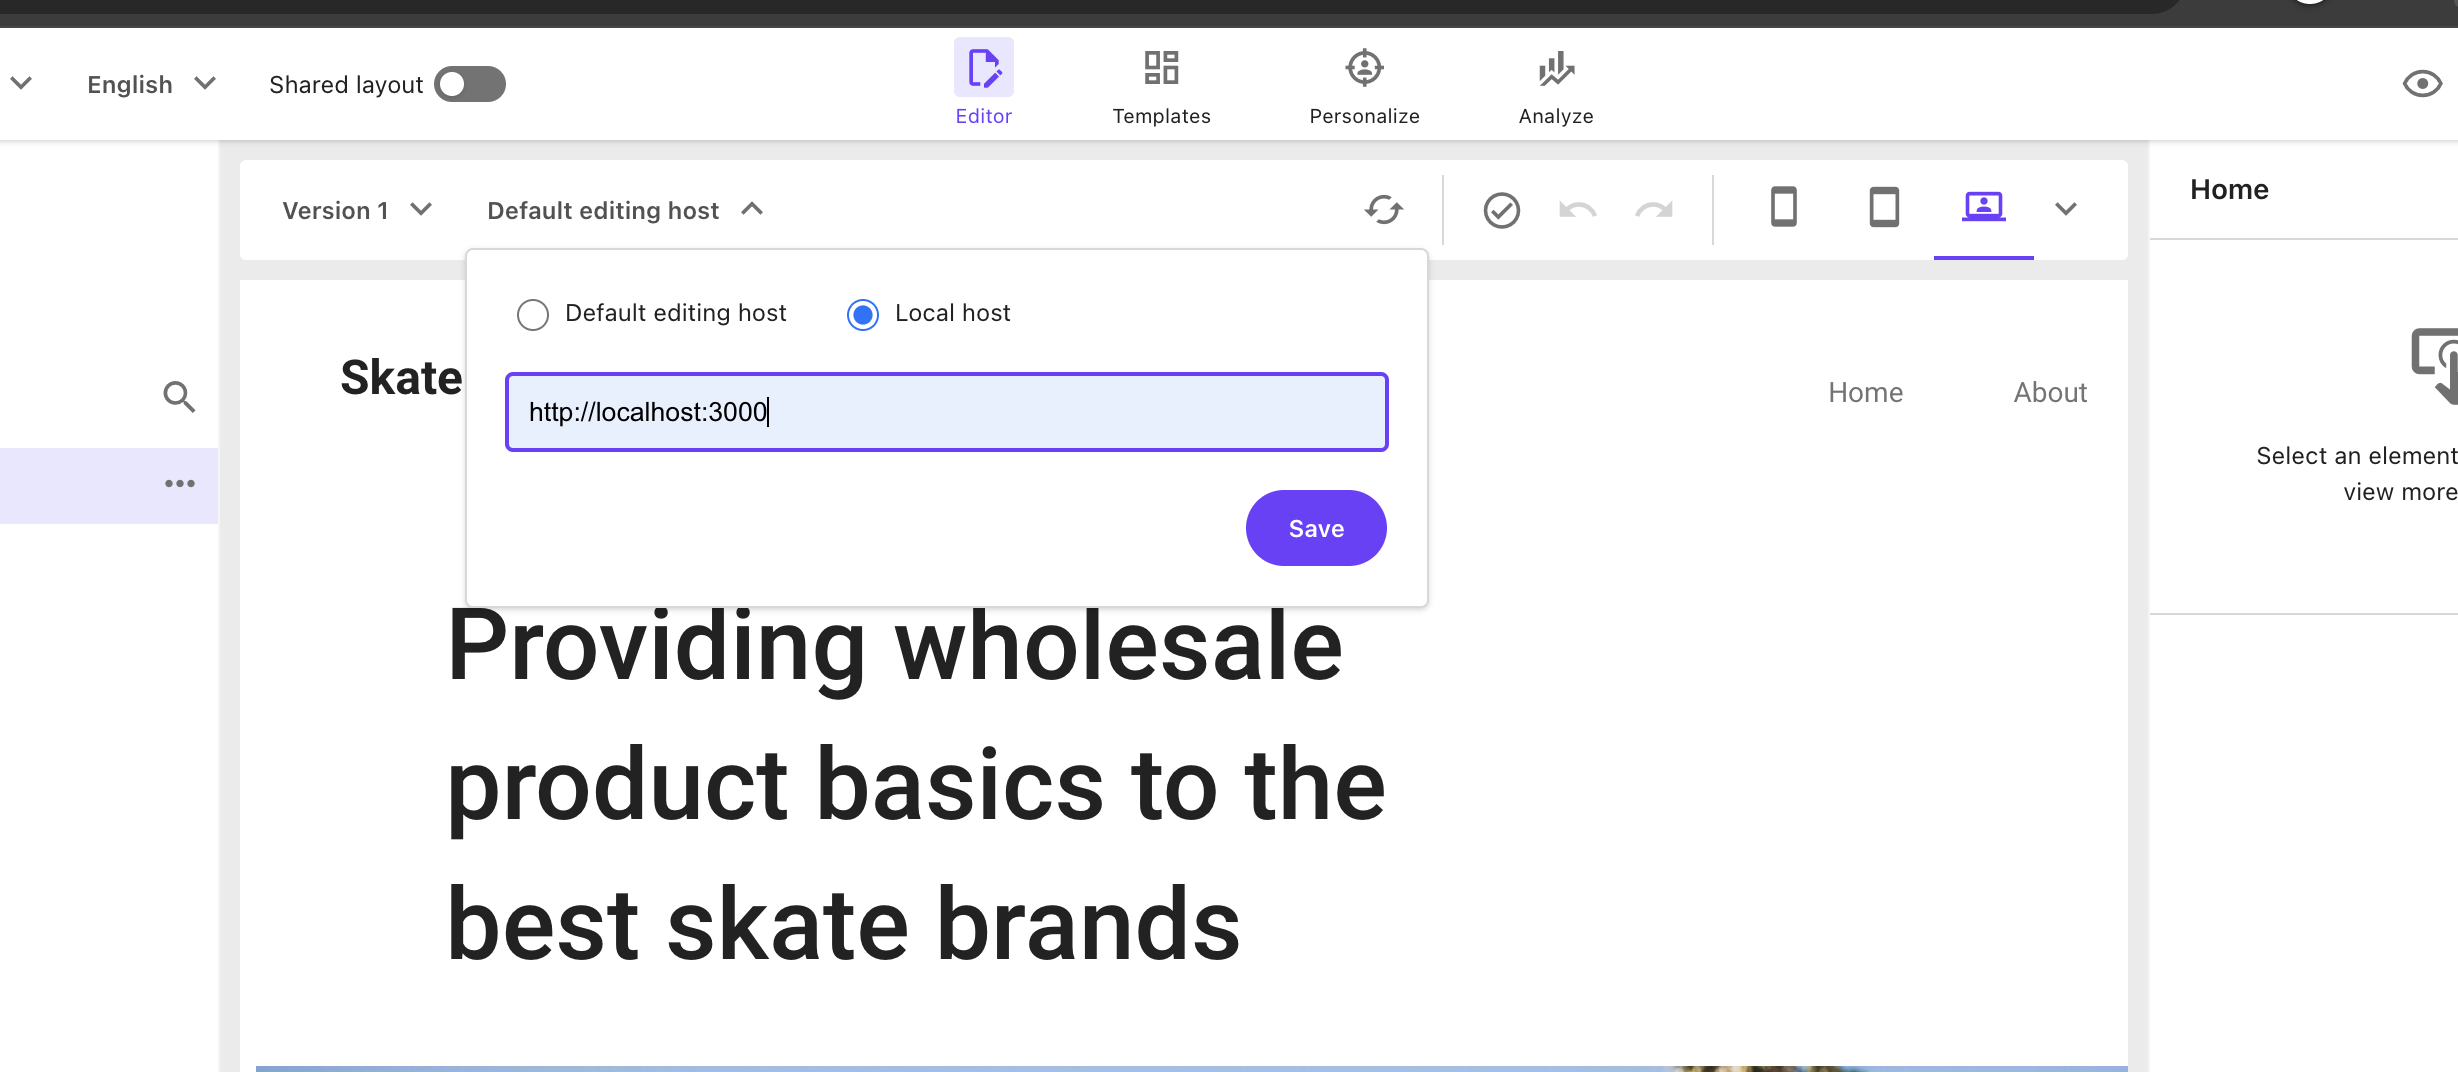 English
Shared layout
Editor
Templates
Personalize
Analyze
Version 1
Default editing host
Home
Default editing host
Local host
Skate
http://localhost:3000
Home
About
Save
Select an element
view more
Providing wholesale
product basics to the
best skate brands